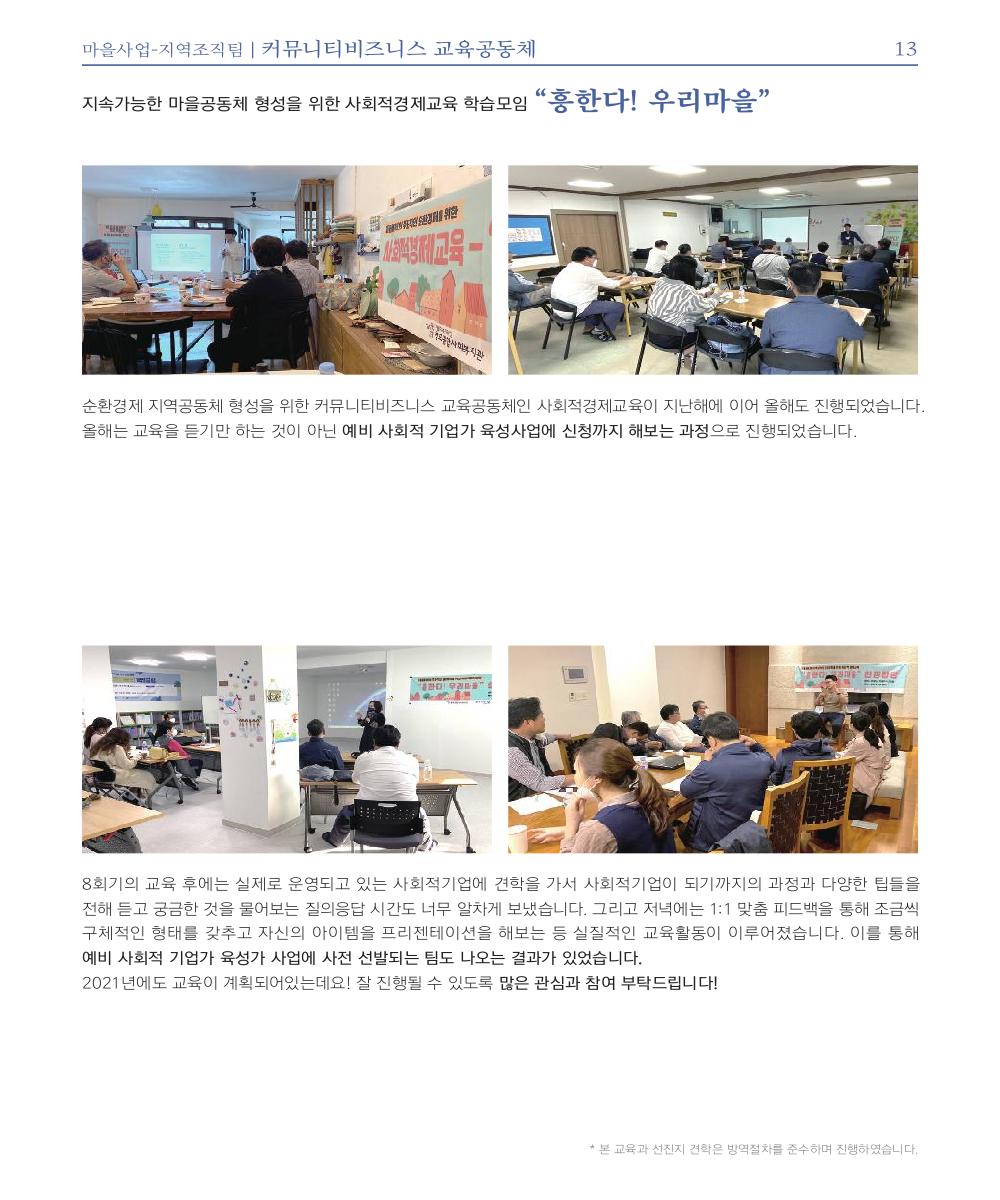 마을사업-지역조직팀 | 커뮤니티비즈니스 교육공동체
13
지속가능한 마을공동체 형성을 위한 사회적경제교육 학습모임 “흥한다! 우리마을”
사회적경제교육
순환경제 지역공동체 형성을 위한 커뮤니티비즈니스 교육공동체인 사회적경제교육이 지난해에 이어 올해도 진행되었습니다.
올해는 교육을 듣기만 하는 것이 아닌 예비 사회적 기업가 육성사업에 신청까지 해보는 과정으로 진행되었습니다.
“흥한다! 우리마을”
8회기의 교육 후에는 실제로 운영되고 있는 사회적기업에 견학을 가서 사회적기업이 되기까지의 과정과 다양한 팁들을
전해 듣고 궁금한 것을 물어보는 질의응답 시간도 너무 알차게 보냈습니다. 그리고 저녁에는 1:1 맞춤 피드백을 통해 조금씩
구체적인 형태를 갖추고 자신의 아이템을 프리젠테이션을 해보는 등 실질적인 교육활동이 이루어졌습니다. 이를 통해
예비 사회적 기업가 육성가 사업에 사전 선발되는 팀도 나오는 결과가 있었습니다.
2021년에도 교육이 계획되어있는데요! 잘 진행될 수 있도록 많은 관심과 참여 부탁드립니다!
* 본 교육과 선진지 견학은 방역절차를 준수하며 진행하였습니다.